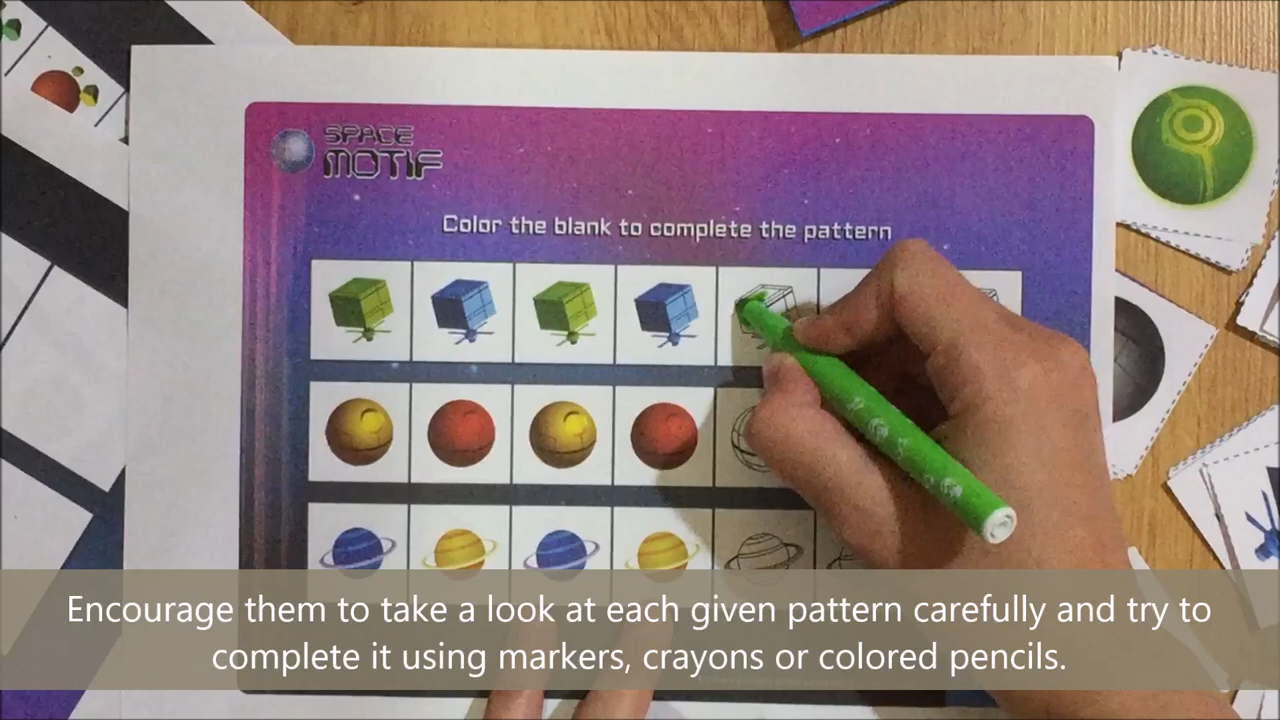 SPACE
MOTIF
Color the blank to complete the pattern
Encourage them to take a look at each given pattern carefully and try to
complete it using markers, crayons or colored pencils.